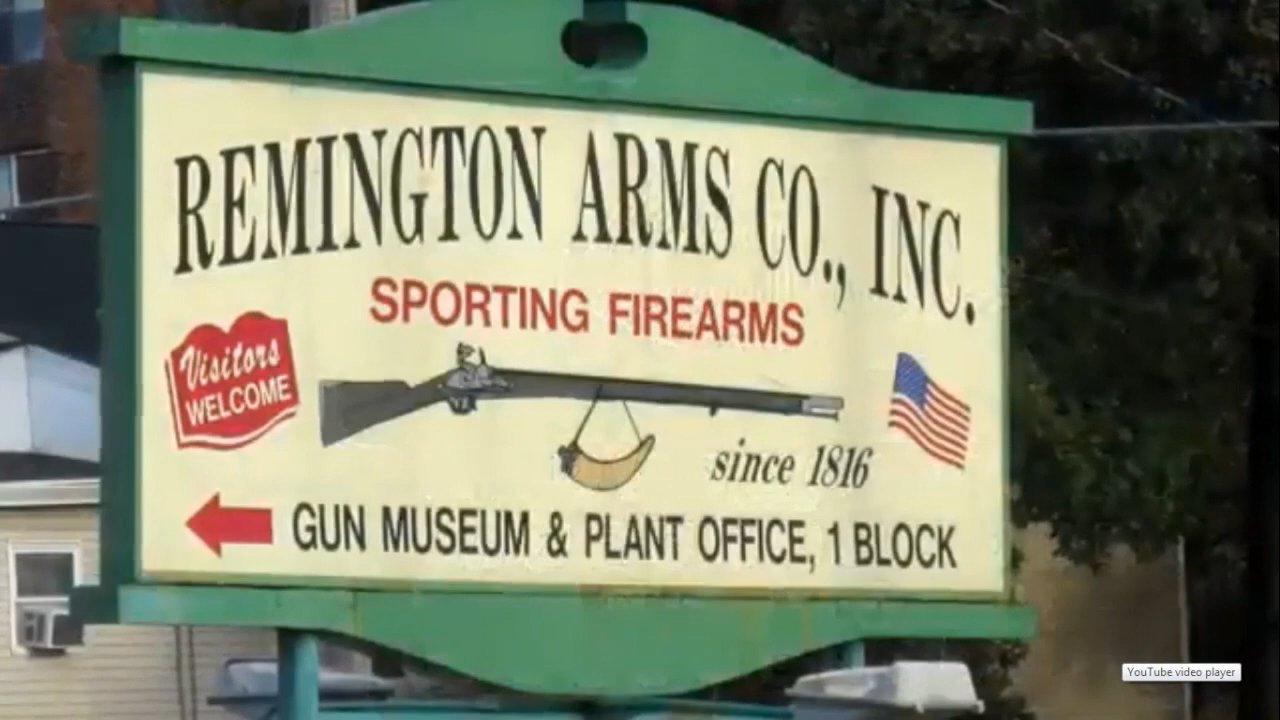 REMINGTON ARMS CO., INC.
SPORTING FIREARMS
Visitors
WELCOME
since 1816
GUN MUSEUM & PLANT OFFICE, 1 BLOCK
YouTube video player